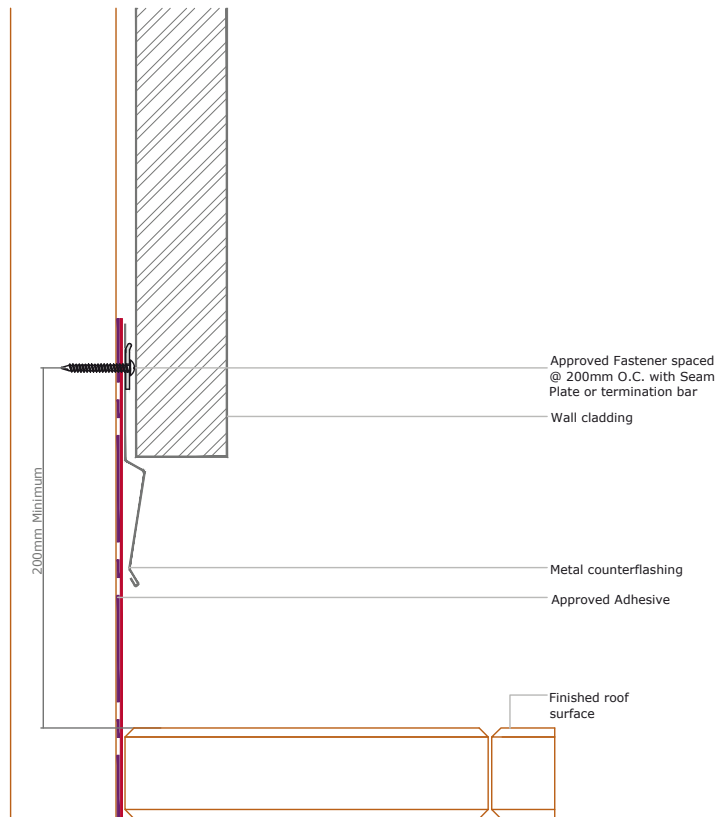 Approved Fastener spaced
@ 200mm O.C. with Seam
Plate or termination bar
Wall cladding
200mm Minimum
Metal counterflashing
Approved Adhesive
Finished roof
surface